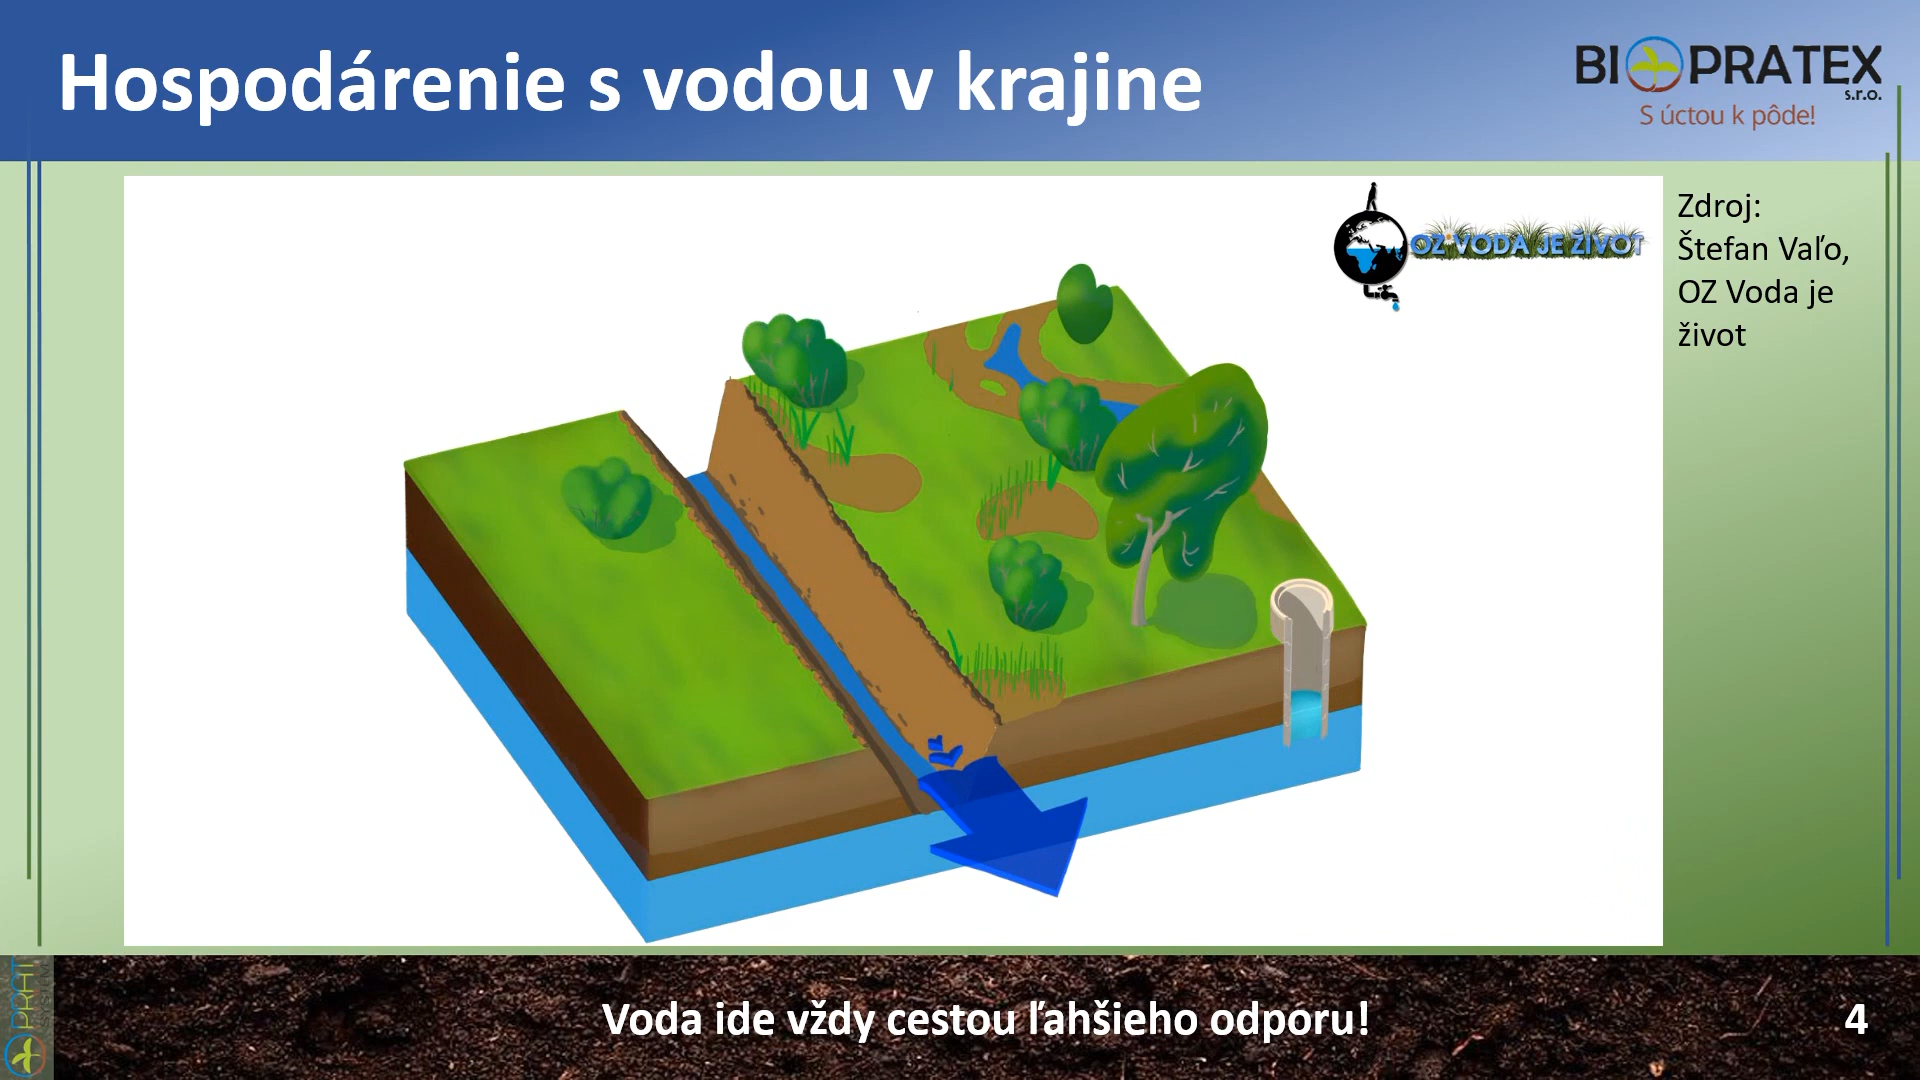 Hospodárenie s vodou v krajine
BIOPRATEX
s.r.o.
S úctou k pôde!
OZ VODA JE ŽIVOT
Zdroj:
Štefan Vaľo,
OZ Voda je
život
Voda ide vždy cestou ľahšieho odporu!
4